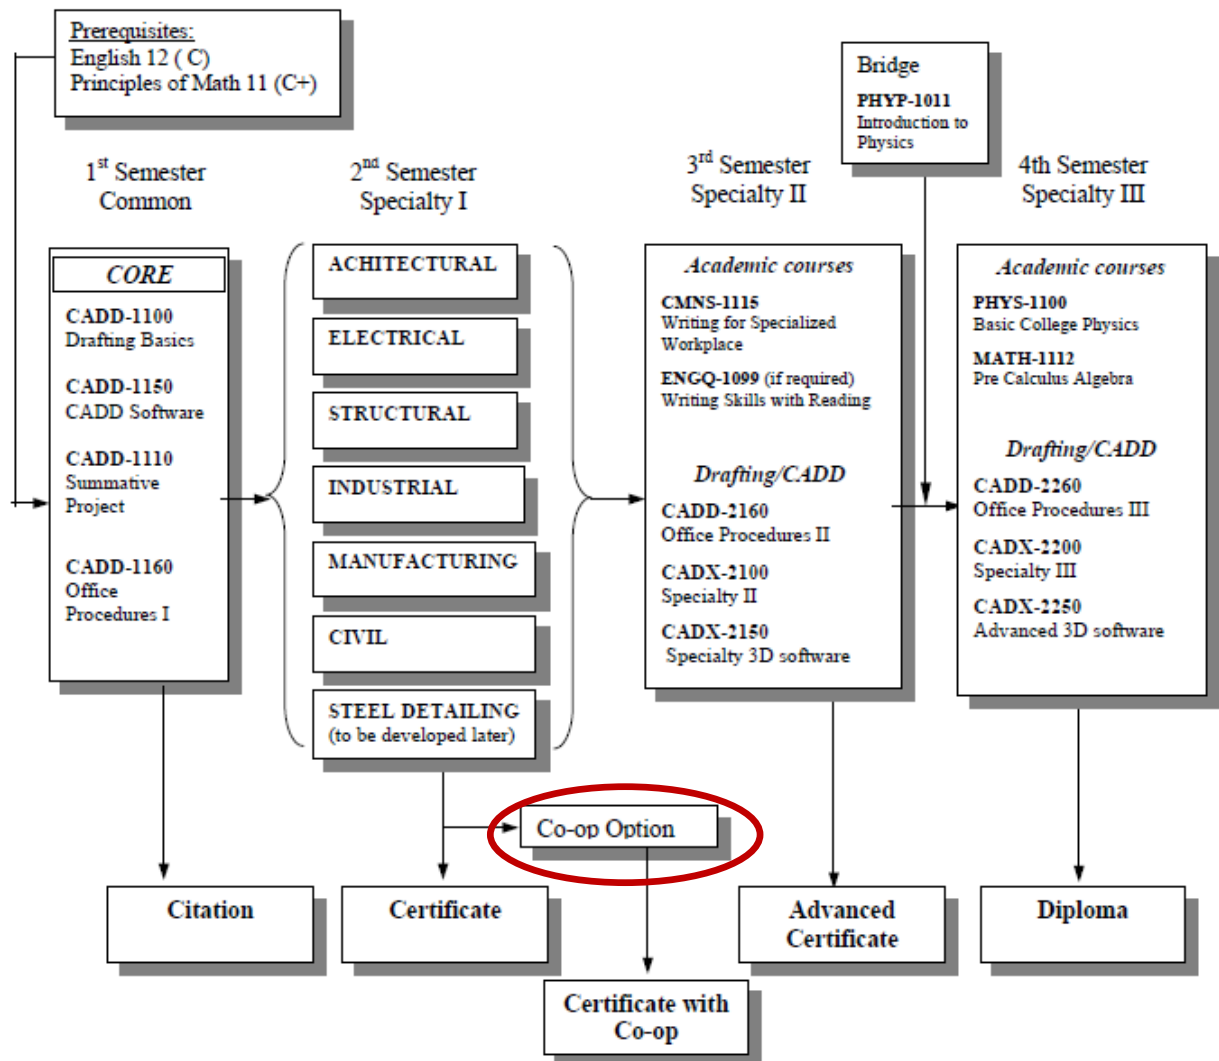 Prerequisites:
English 12 ( C)
Principles of Math 11 (C+)
Bridge
PHYP-1011
Introduction to
Physics
1st Semester
Common
2nd Semester
Specialty I
3rd Semester
Specialty II
4th Semester
Specialty III
CORE
CADD-1100
Drafting Basics
CADD-1150
CADD Software
CADD-1110
Summative
Project
CADD-1160
Office
Procedures I
ACHITECTURAL
ELECTRICAL
STRUCTURAL
INDUSTRIAL
MANUFACTURING
CIVIL
STEEL DETAILING
(to be developed later)
Academic courses
CMNS-1115
Writing for Specialized
Workplace
ENGQ-1099 (if required)
Writing Skills with Reading
Drafting/CADD
CADD-2160
Office Procedures II
CADX-2100
Specialty II
CADX-2150
Specialty 3D software
Academic courses
PHYS-1100
Basic College Physics
MATH-1112
Pre Calculus Algebra
Drafting/CADD
CADD-2260
Office Procedures III
CADX-2200
Specialty III
CADX-2250
Advanced 3D software
Co-op Option
Citation
Certificate
Advanced
Certificate
Diploma
Certificate with
Co-op